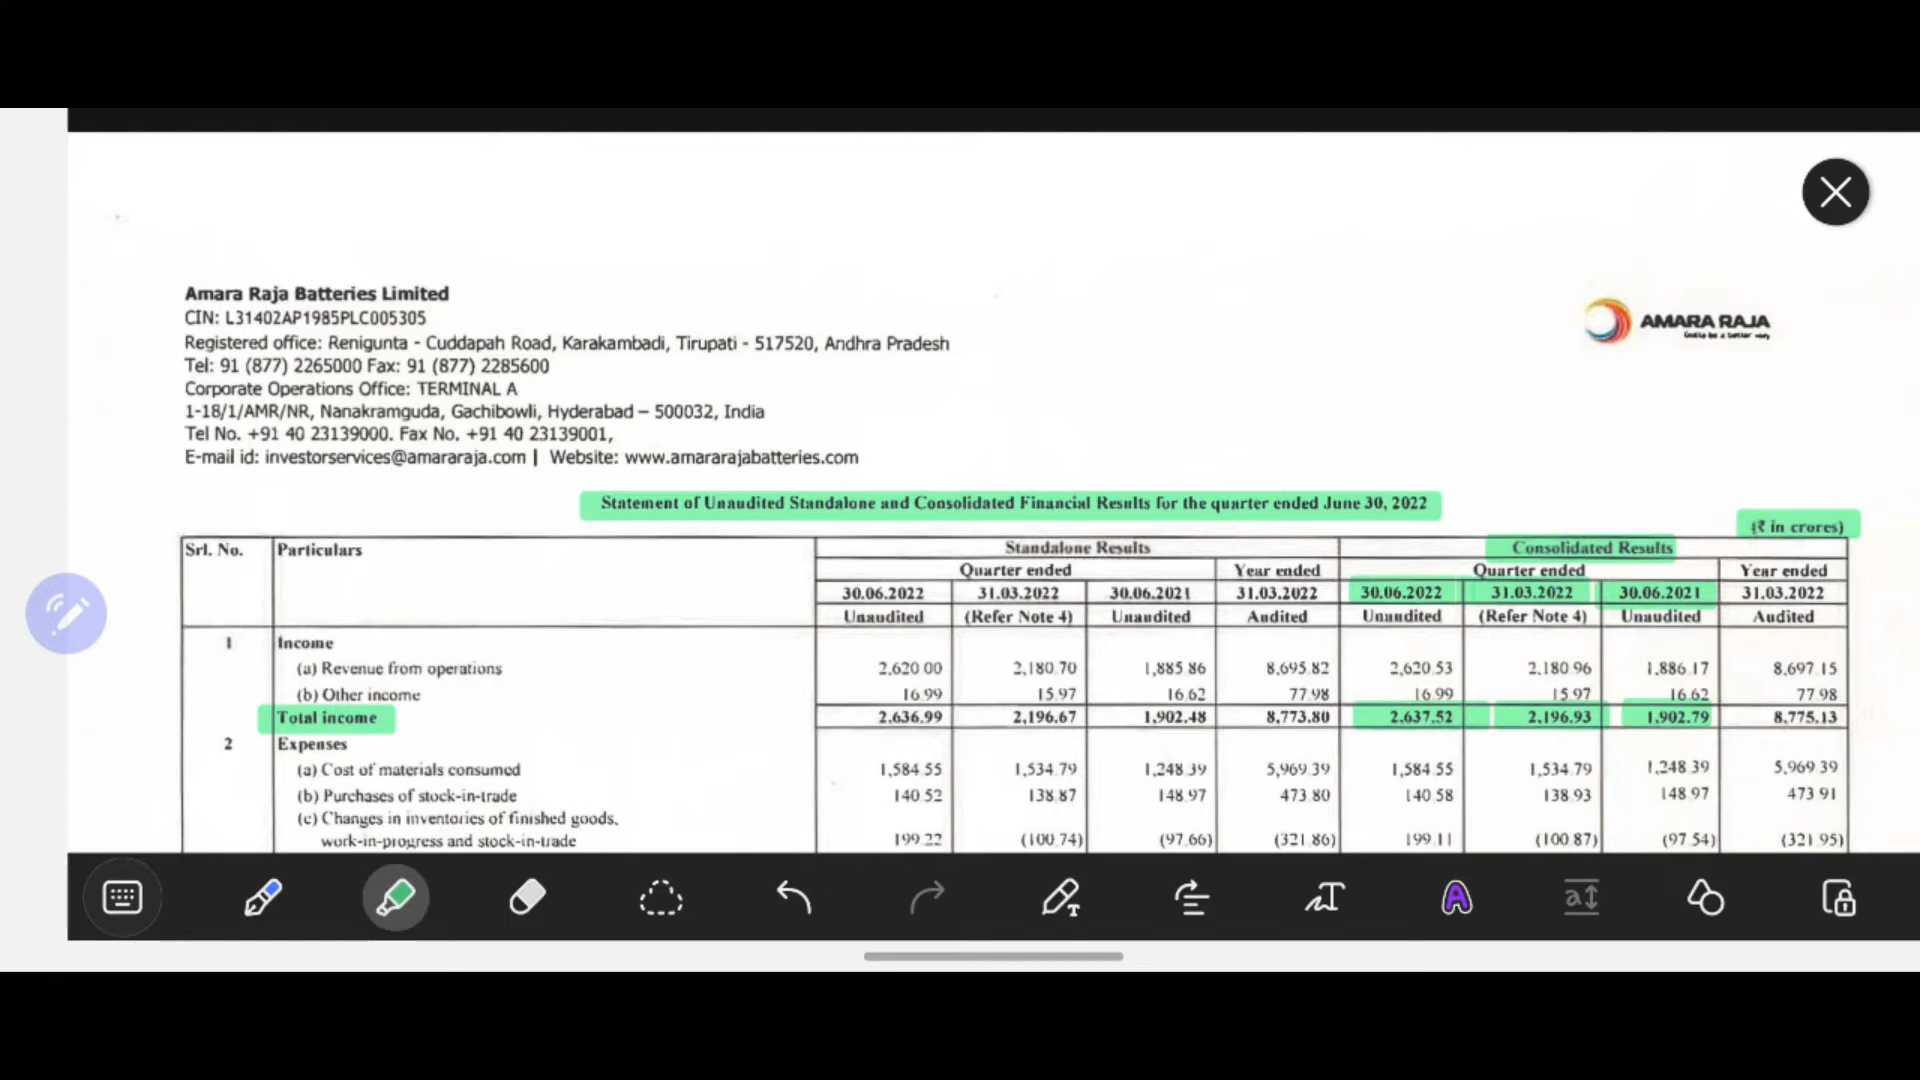 Amara Raja Batteries Limited
CIN: L31402AP1985PLC005305
Registered office: Renigunta - Cuddapah Road, Karakambadi, Tirupati - 517520, Andhra Pradesh
Tel: 91 (877) 2265000 Fax: 91 (877) 2285600
Corporate Operations Office: TERMINAL A
1-18/1/AMR/NR, Nanakramguda, Gachibowli, Hyderabad – 500032, India
Tel No. +91 40 23139000. Fax No. +91 40 23139001,
E-mail id: investorservices@amararaja.com | Website: www.amararajabatteries.com
AMARA RAJA
Gotta be a better way
Statement of Unaudited Standalone and Consolidated Financial Results for the quarter ended June 30, 2022
(₹ in crores)
Srl. No. Particulars Standalone Results Consolidated Results
Quarter ended Year ended Quarter ended Year ended
30.06.2022 31.03.2022 30.06.2021 31.03.2022 30.06.2022 31.03.2022 30.06.2021 31.03.2022
Unaudited (Refer Note 4) Unaudited Audited Unaudited (Refer Note 4) Unaudited Audited
1 Income
(a) Revenue from operations 2,620.00 2,180.70 1,885.86 8,695.82 2,620.53 2,180.96 1,886.17 8,697.15
(b) Other income 16.99 15.97 16.62 77.98 16.99 15.97 16.62 77.98
Total income 2,636.99 2,196.67 1,902.48 8,773.80 2,637.52 2,196.93 1,902.79 8,775.13
2 Expenses
(a) Cost of materials consumed 1,584.55 1,534.79 1,248.39 5,969.39 1,584.55 1,534.79 1,248.39 5,969.39
(b) Purchases of stock-in-trade 140.52 138.87 148.97 473.80 140.58 138.93 148.97 473.91
(c) Changes in inventories of finished goods,
work-in-progress and stock-in-trade 199.22 (100.74) (97.66) (321.86) 199.11 (100.87) (97.54) (321.95)